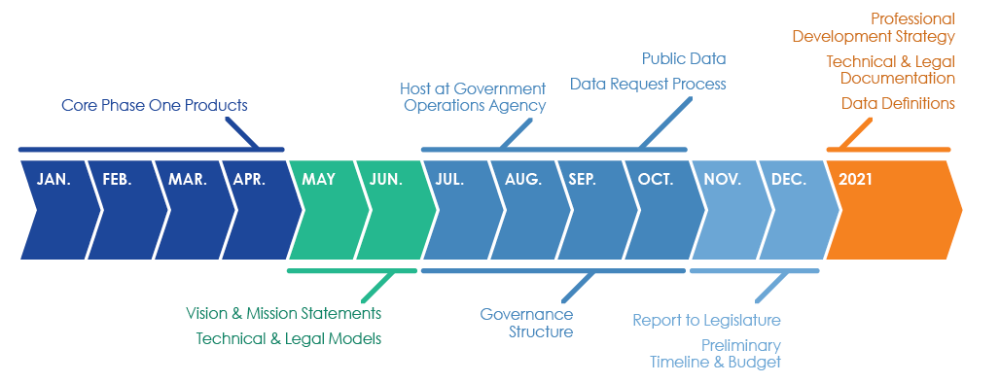 Professional
Development Strategy
Technical & Legal
Documentation
Data Definitions
Public Data
Data Request Process
Host at Government
Operations Agency
Core Phase One Products
JAN.
FEB.
MAR.
APR.
MAY
JUN.
JUL.
AUG.
SEP.
OCT.
NOV.
DEC.
2021
Vision & Mission Statements
Technical & Legal Models
Governance
Structure
Report to Legislature
Preliminary
Timeline & Budget